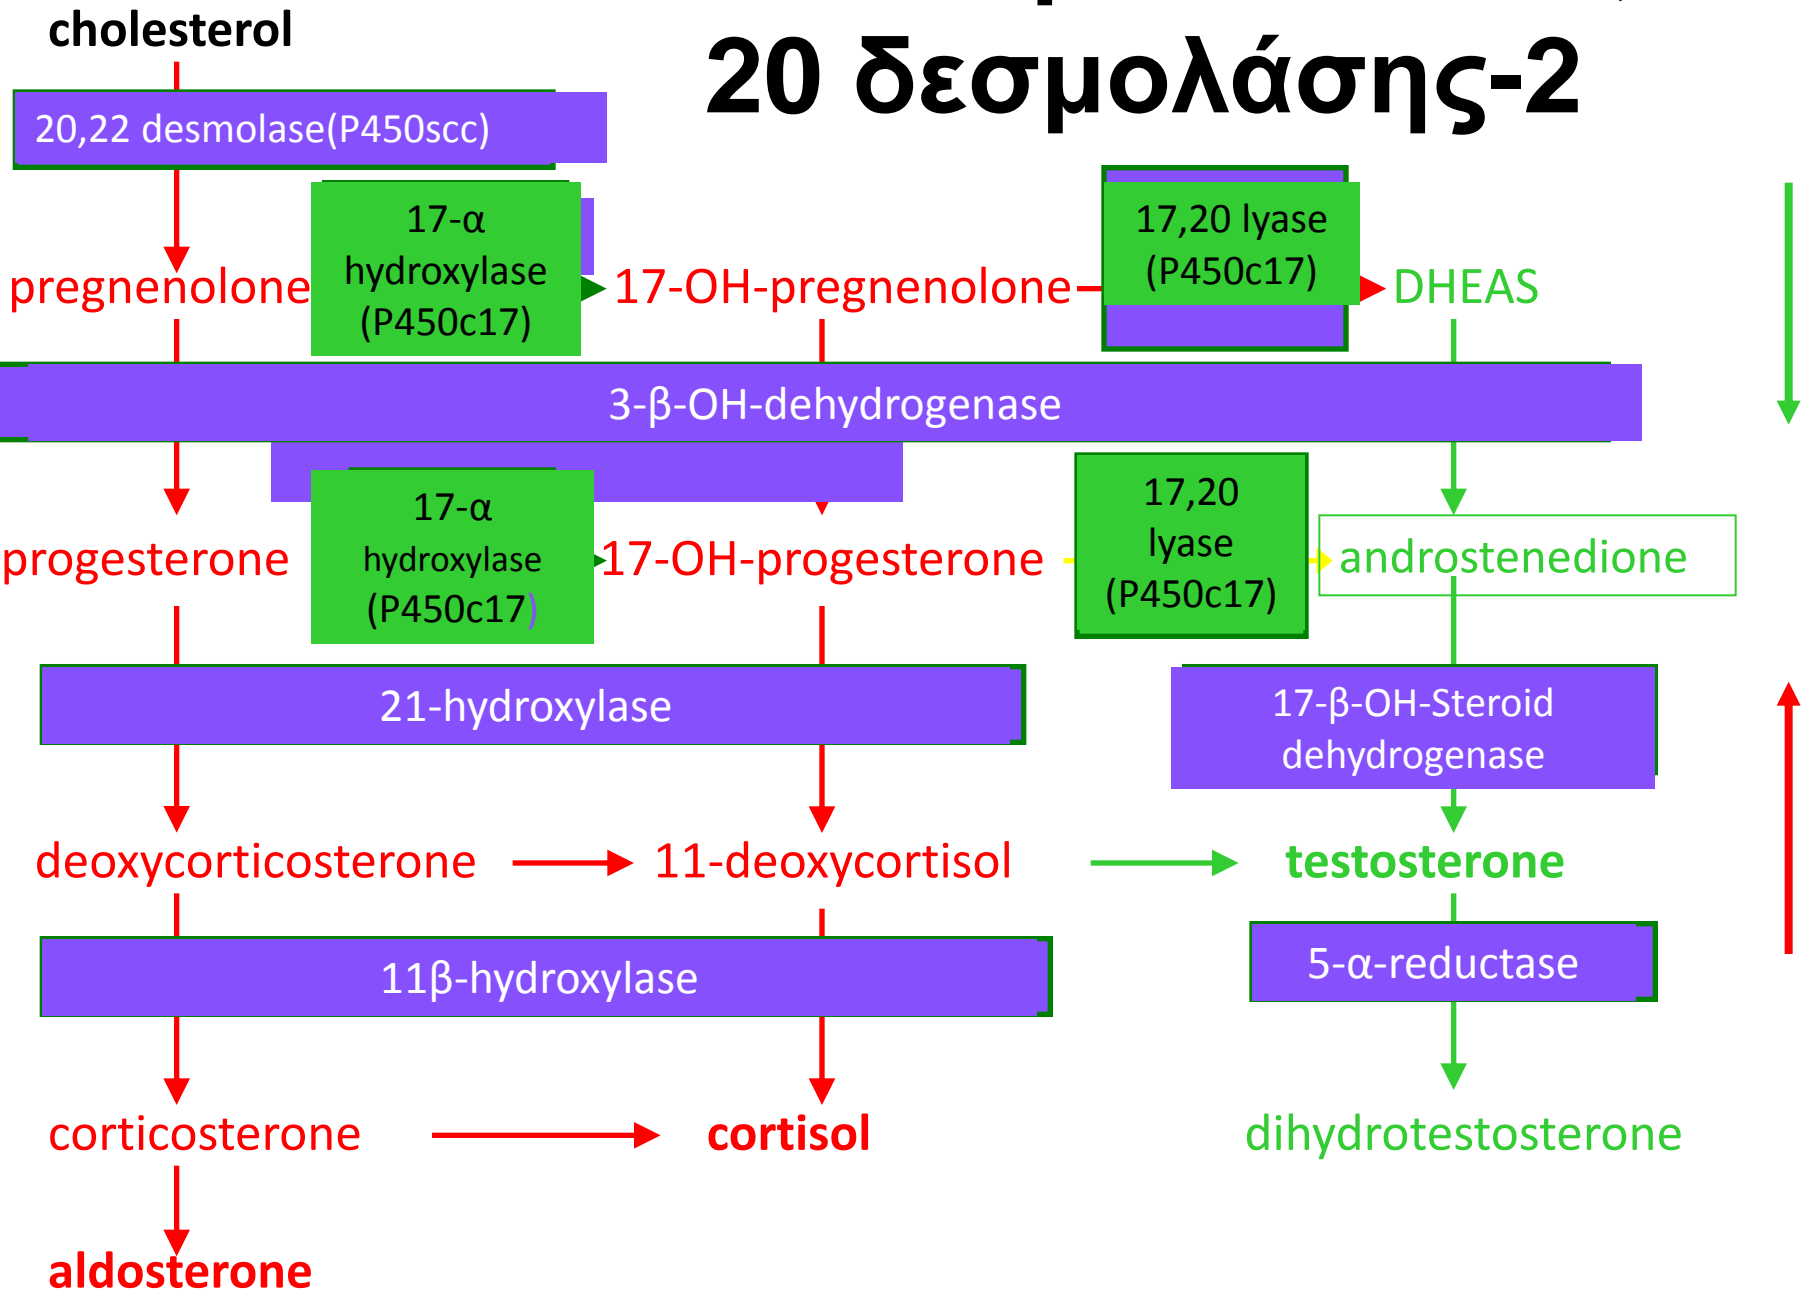 20 δεσμολάσης-2
cholesterol
20,22 desmolase(P450scc)
17-α
hydroxylase
(P450c17)
17,20 lyase
(P450c17)
pregnenolone
17-OH-pregnenolone
DHEAS
3-β-OH-dehydrogenase
17-α
hydroxylase
(P450c17)
17,20
lyase
(P450c17)
progesterone
17-OH-progesterone
androstenedione
21-hydroxylase
17-β-OH-Steroid
dehydrogenase
deoxycorticosterone
11-deoxycortisol
testosterone
11β-hydroxylase
5-α-reductase
corticosterone
cortisol
dihydrotestosterone
aldosterone